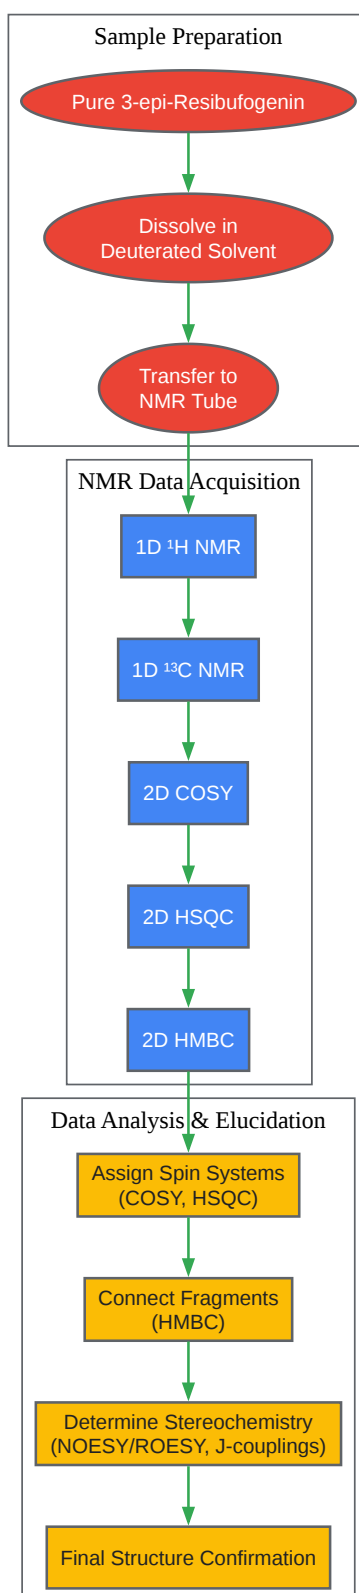 Sample Preparation
Pure 3-epi-Resibufogenin
Dissolve in
Deuterated Solvent
Transfer to
NMR Tube
NMR Data Acquisition
1D ¹H NMR
1D ¹³C NMR
2D COSY
2D HSQC
2D HMBC
Data Analysis & Elucidation
Assign Spin Systems
(COSY, HSQC)
Connect Fragments
(HMBC)
Determine Stereochemistry
(NOESY/ROESY, J-couplings)
Final Structure Confirmation